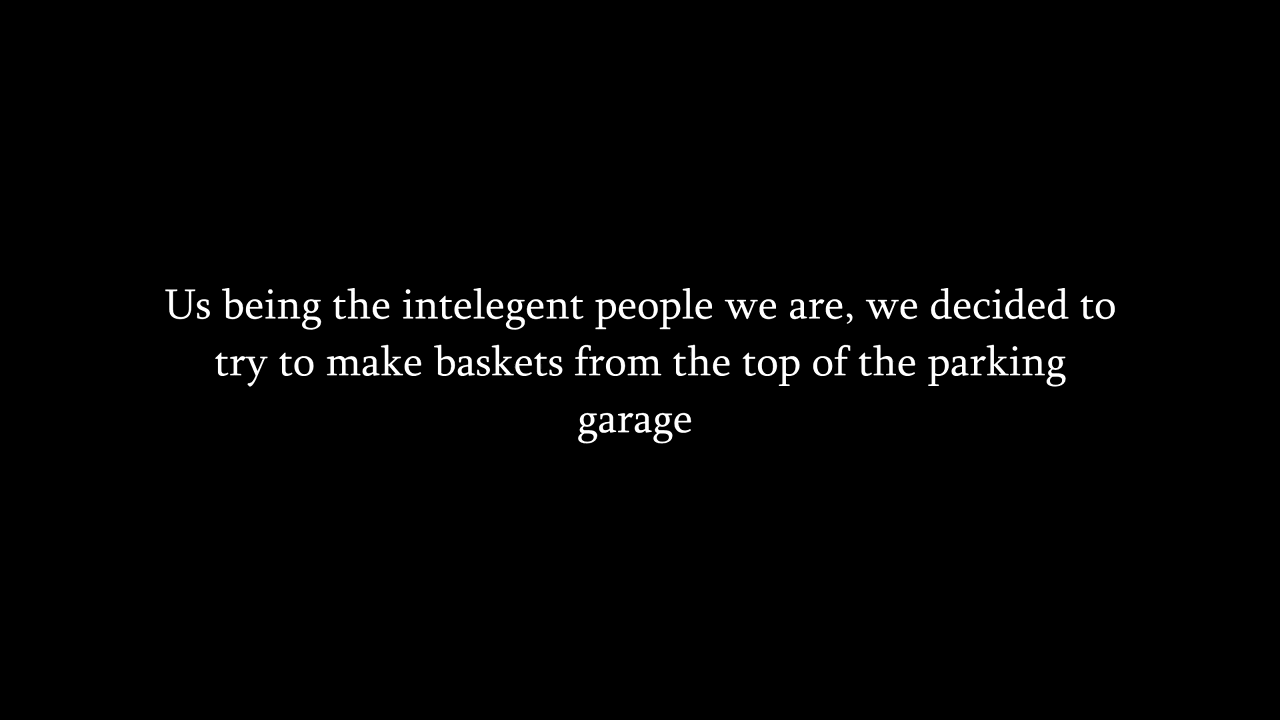 Us being the intelegent people we are, we decided to
try to make baskets from the top of the parking
garage